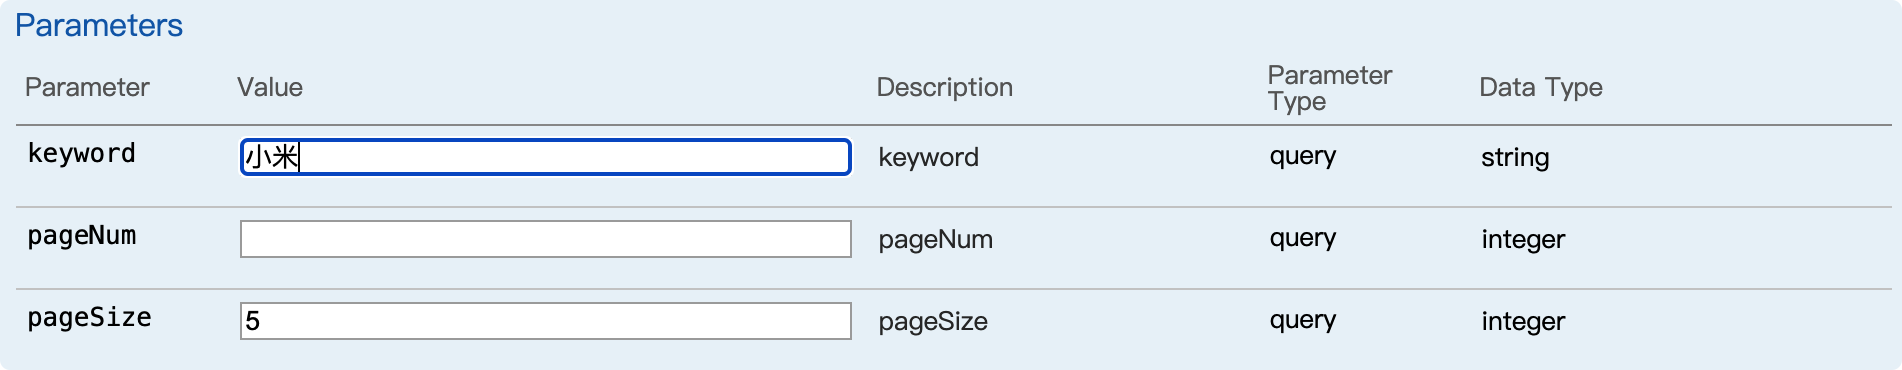 Parameters
Parameter Value Description Parameter Type Data Type
keyword 小米 keyword query string
pageNum pageNum query integer
pageSize 5 pageSize query integer